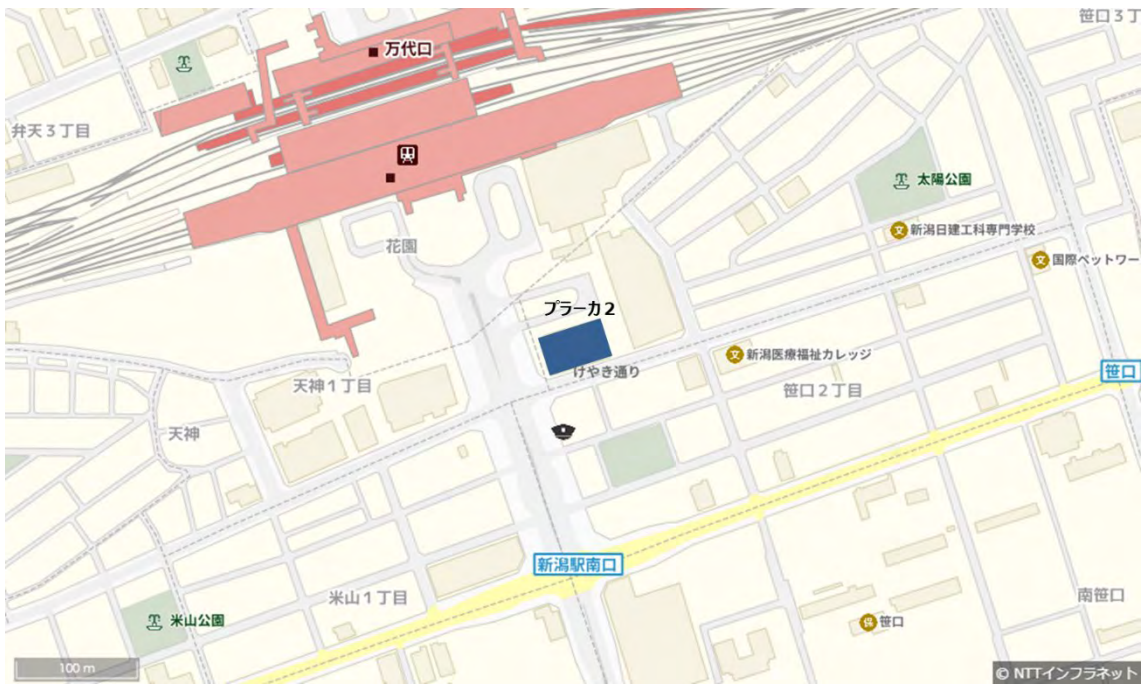 笹口3丁
万代口
弁天3丁目
太陽公園
新潟日建工科専門学校
花園
国際ペットワー
プラーカ2
新潟医療福祉カレッジ
けやき通り
笹口
天神1丁目
笹口2丁目
天神
新潟駅南口
米山1丁目
南笹口
米山公園
笹口
100 m
© NTTインフラネット
文
文
文
保